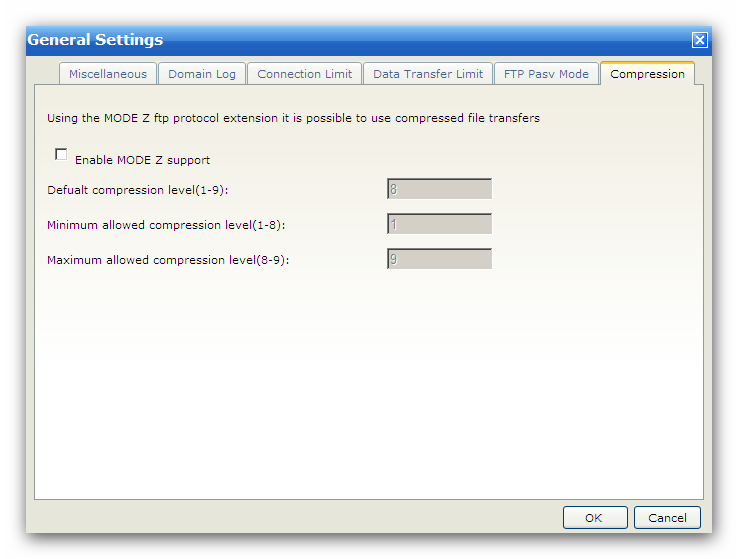 General Settings
Miscellaneous Domain Log Connection Limit Data Transfer Limit FTP Pasv Mode Compression
Using the MODE Z ftp protocol extension it is possible to use compressed file transfers
Enable MODE Z support
Defualt compression level(1-9): 8
Minimum allowed compression level(1-8): 1
Maximum allowed compression level(8-9): 9
OK Cancel